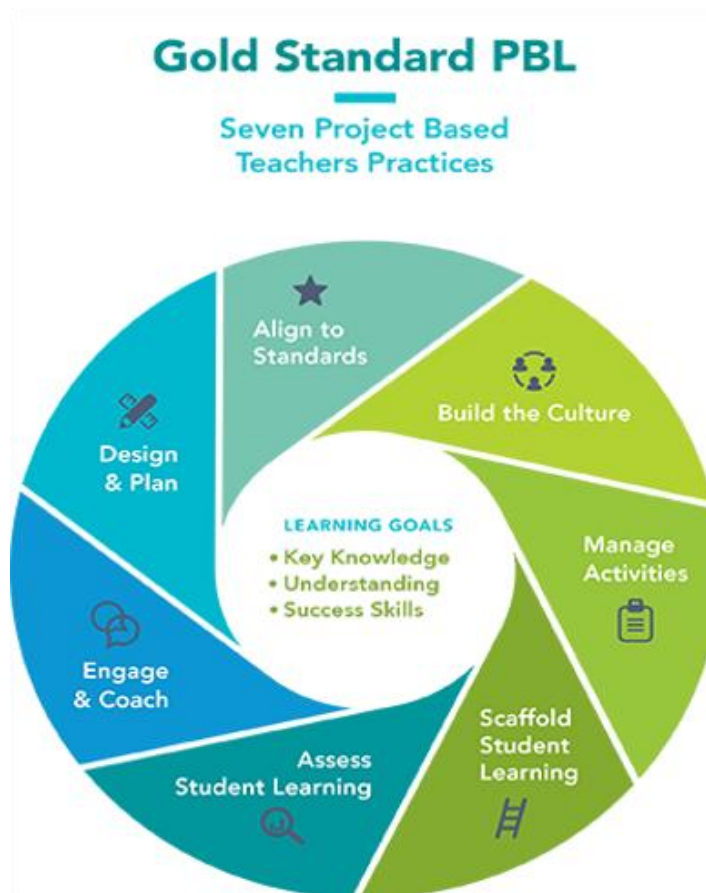 Gold Standard PBL
Seven Project Based
Teachers Practices
Align to
Standards
Build the Culture
Manage
Activities
Scaffold
Student
Learning
Assess
Student Learning
Engage
& Coach
Design
& Plan
LEARNING GOALS
• Key Knowledge
• Understanding
• Success Skills